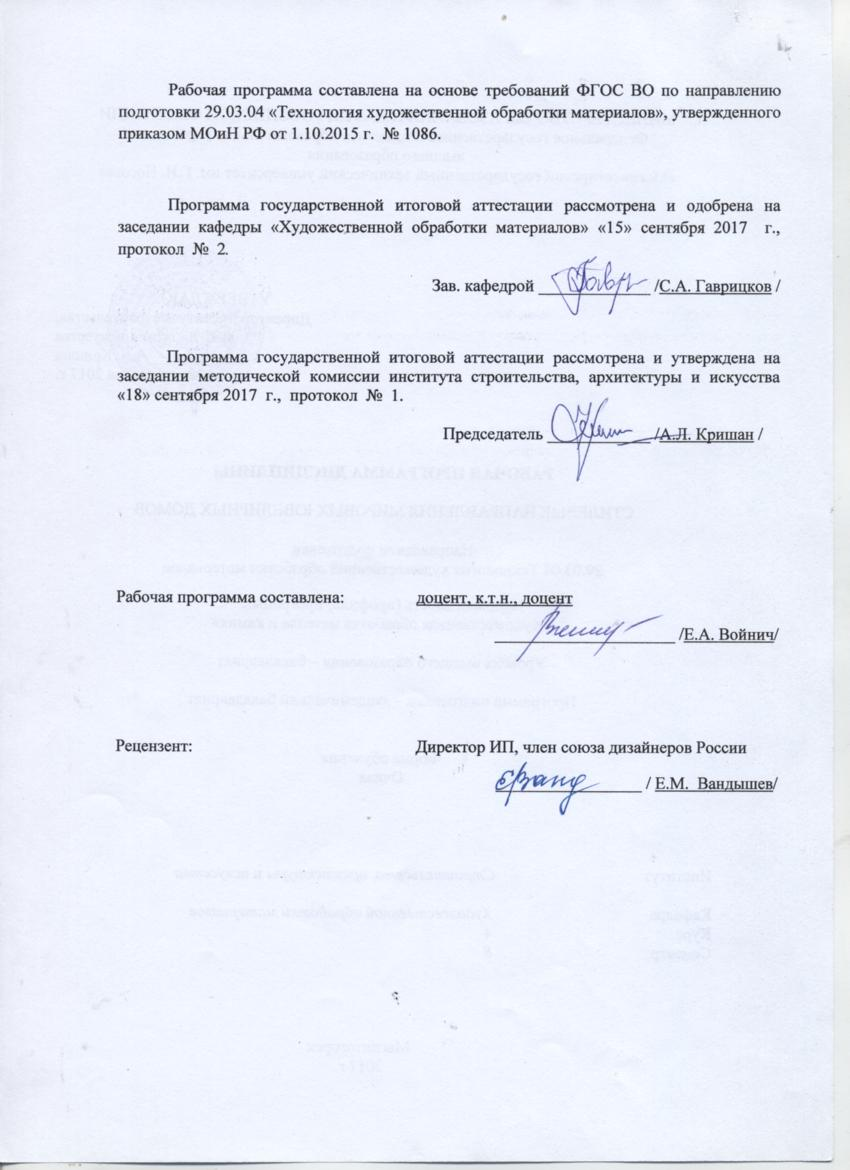 Рабочая программа составлена на основе требований ФГОС ВО по направлению
подготовки 29.03.04 «Технология художественной обработки материалов», утвержденного
приказом МОиН РФ от 1.10.2015 г. № 1086.
Программа государственной итоговой аттестации рассмотрена и одобрена на
заседании кафедры «Художественной обработки материалов» «15» сентября 2017 г.,
протокол № 2.
Зав. кафедрой ____________ /С.А. Гаврицков /
Программа государственной итоговой аттестации рассмотрена и утверждена на
заседании методической комиссии института строительства, архитектуры и искусства
«18» сентября 2017 г., протокол № 1.
Председатель ____________ /А.Л. Кришан /
Рабочая программа составлена: доцент, к.т.н., доцент
____________________ /Е.А. Войнич/
Рецензент: Директор ИП, член союза дизайнеров России
________________ / Е.М. Вандышев/